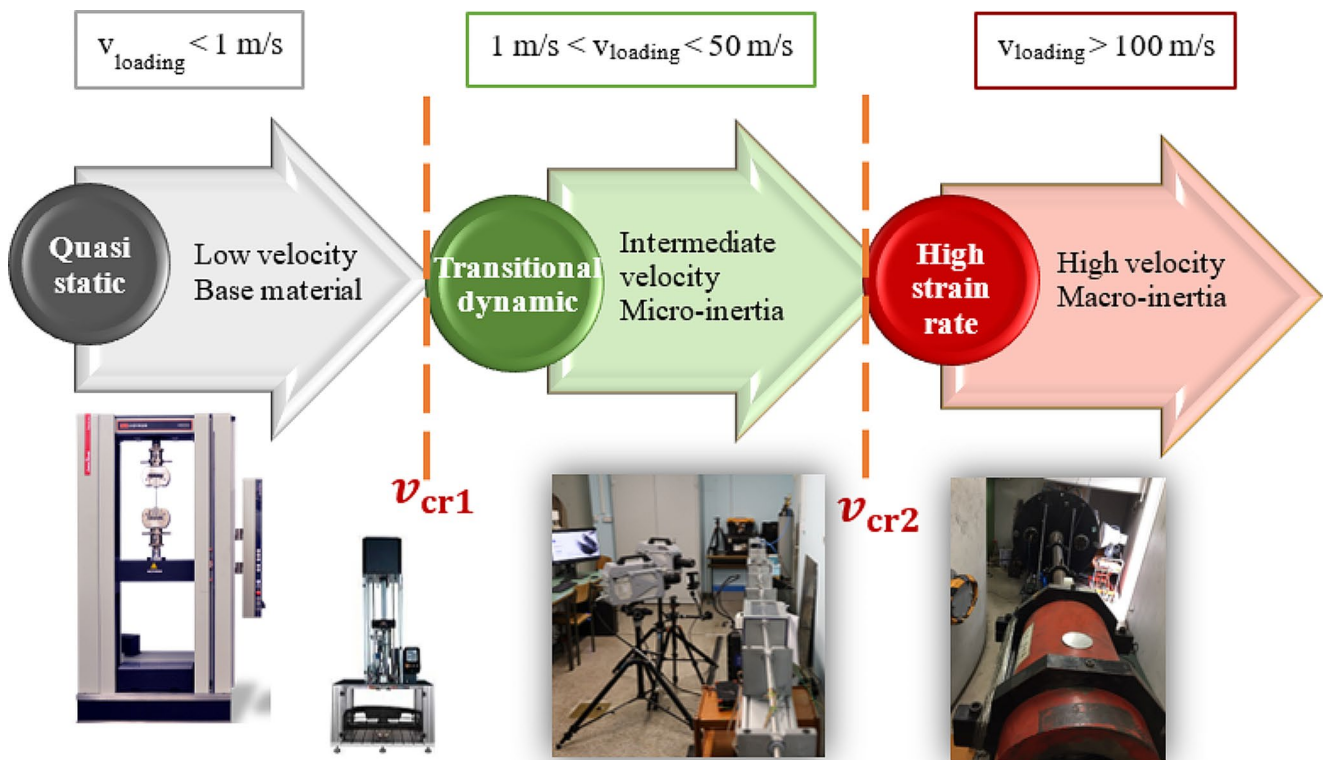 v_loading < 1 m/s
1 m/s < v_loading < 50 m/s
v_loading > 100 m/s
Quasi
static
Low velocity
Base material
Transitional
dynamic
Intermediate
velocity
Micro-inertia
High
strain
rate
High velocity
Macro-inertia
v_cr1
v_cr2